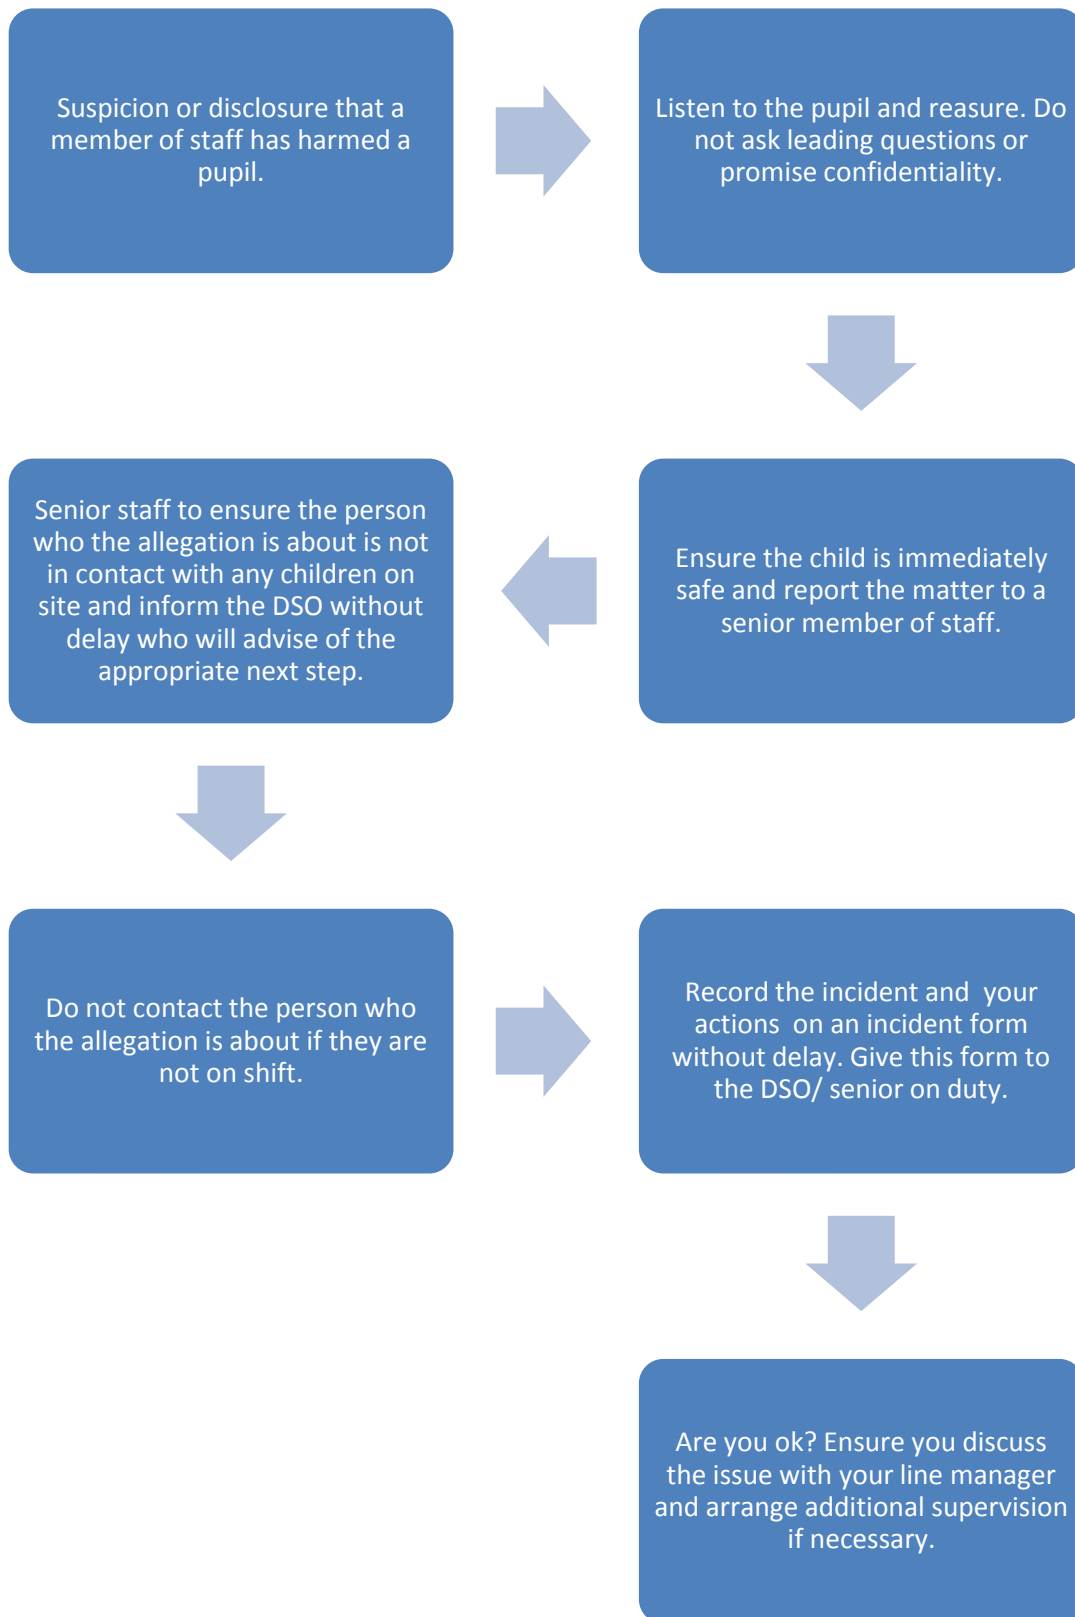 Suspicion or disclosure that a
member of staff has harmed a
pupil.
Listen to the pupil and reasure. Do
not ask leading questions or
promise confidentiality.
Ensure the child is immediately
safe and report the matter to a
senior member of staff.
Senior staff to ensure the person
who the allegation is about is not
in contact with any children on
site and inform the DSO without
delay who will advise of the
appropriate next step.
Do not contact the person who
the allegation is about if they are
not on shift.
Record the incident and  your
actions  on an incident form
without delay. Give this form to
the DSO/ senior on duty.
Are you ok? Ensure you discuss
the issue with your line manager
and arrange additional supervision
if necessary.